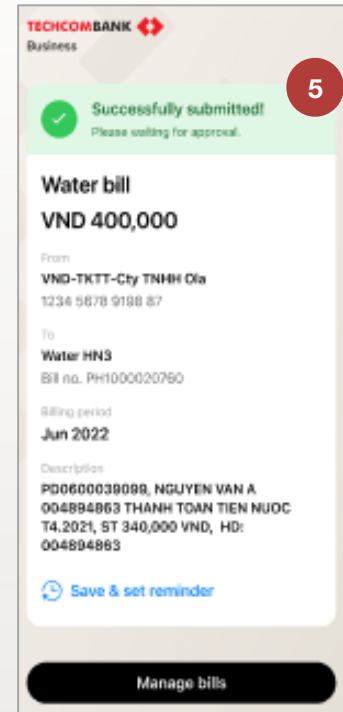 TECHCOMBANK
Business
5
Successfully submitted!
Please waiting for approval.
Water bill
VND 400,000
From
VND-TKTT-Cty TNHH Ola
1234 5678 9198 87
To
Water HN3
Bill no. PH1000020760
Billing period
Jun 2022
Description
PD0600039099, NGUYEN VAN A
004894863 THANH TOAN TIEN NUOC
T4.2021, ST 340,000 VND, HD:
004894863
Save & set reminder
Manage bills